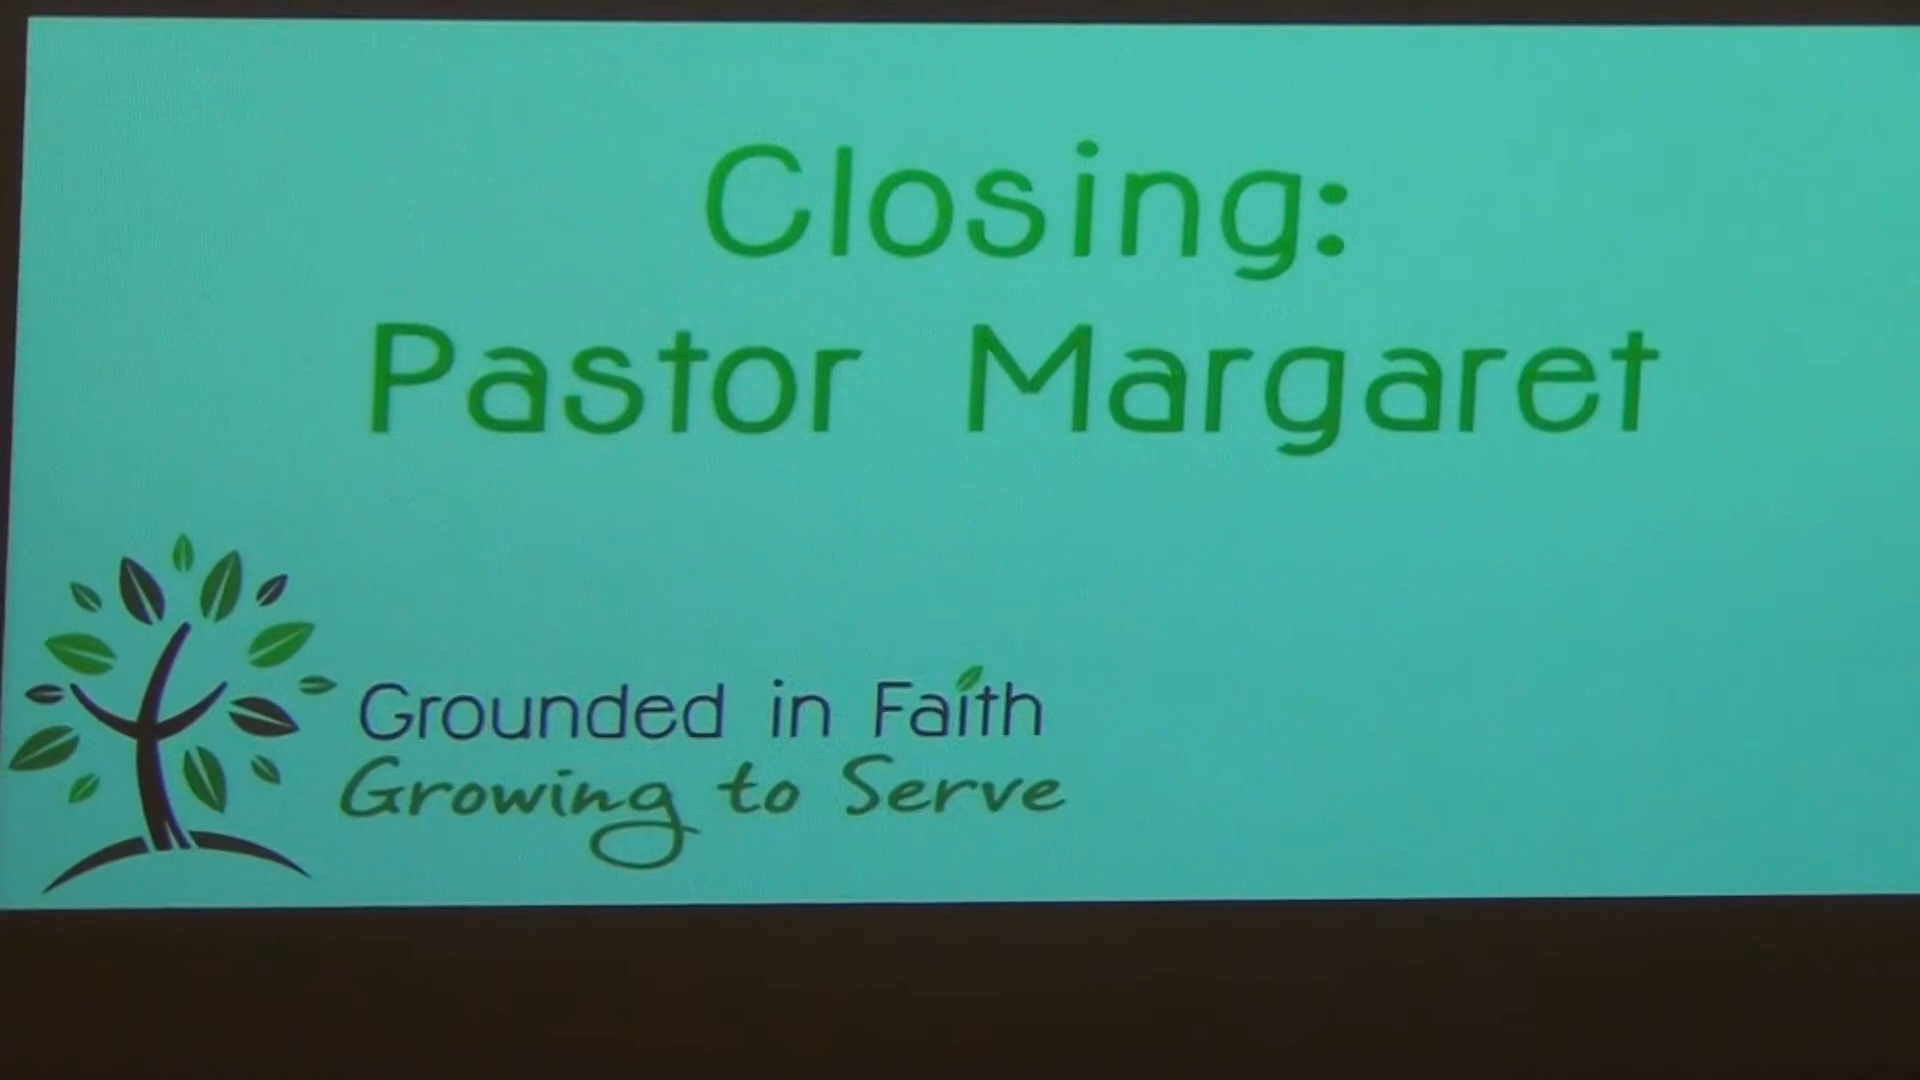 Closing:
Pastor Margaret
Grounded in Faith
Growing to Serve